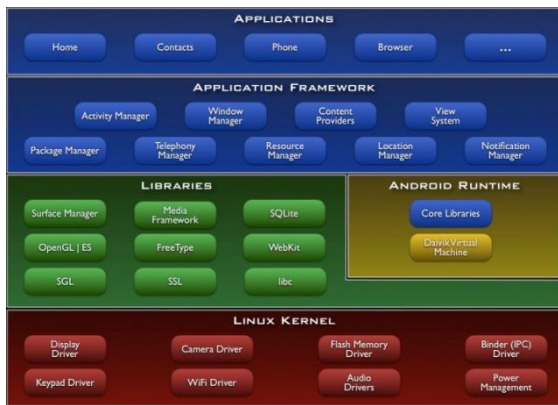 APPLICATIONS
Home Contacts Phone Browser ...
APPLICATION FRAMEWORK
Activity Manager Window Manager Content Providers View System
Package Manager Telephony Manager Resource Manager Location Manager Notification Manager
LIBRARIES
Surface Manager Media Framework SQLite
OpenGL | ES FreeType WebKit
SGL SSL libc
ANDROID RUNTIME
Core Libraries
Dalvik Virtual Machine
LINUX KERNEL
Display Driver Camera Driver Flash Memory Driver Binder (IPC) Driver
Keypad Driver WiFi Driver Audio Drivers Power Management